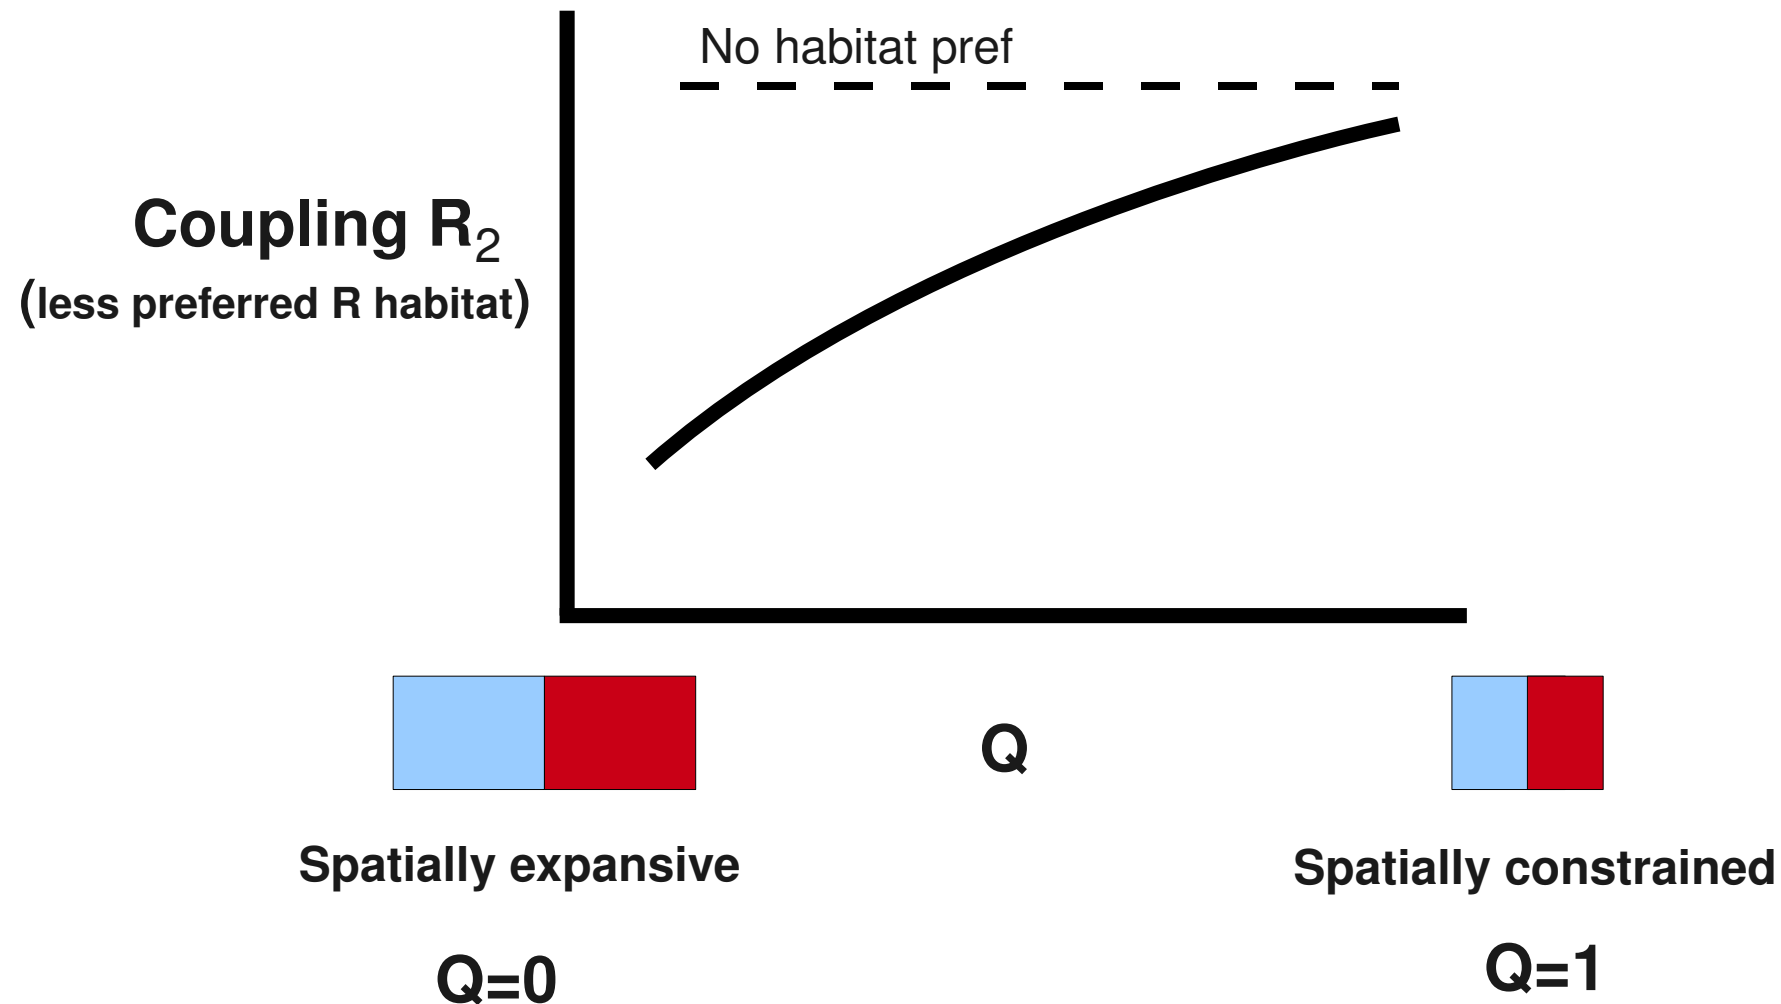 No habitat pref
Coupling R₂
(less preferred R habitat)
Q
Spatially expansive
Spatially constrained
Q=0
Q=1